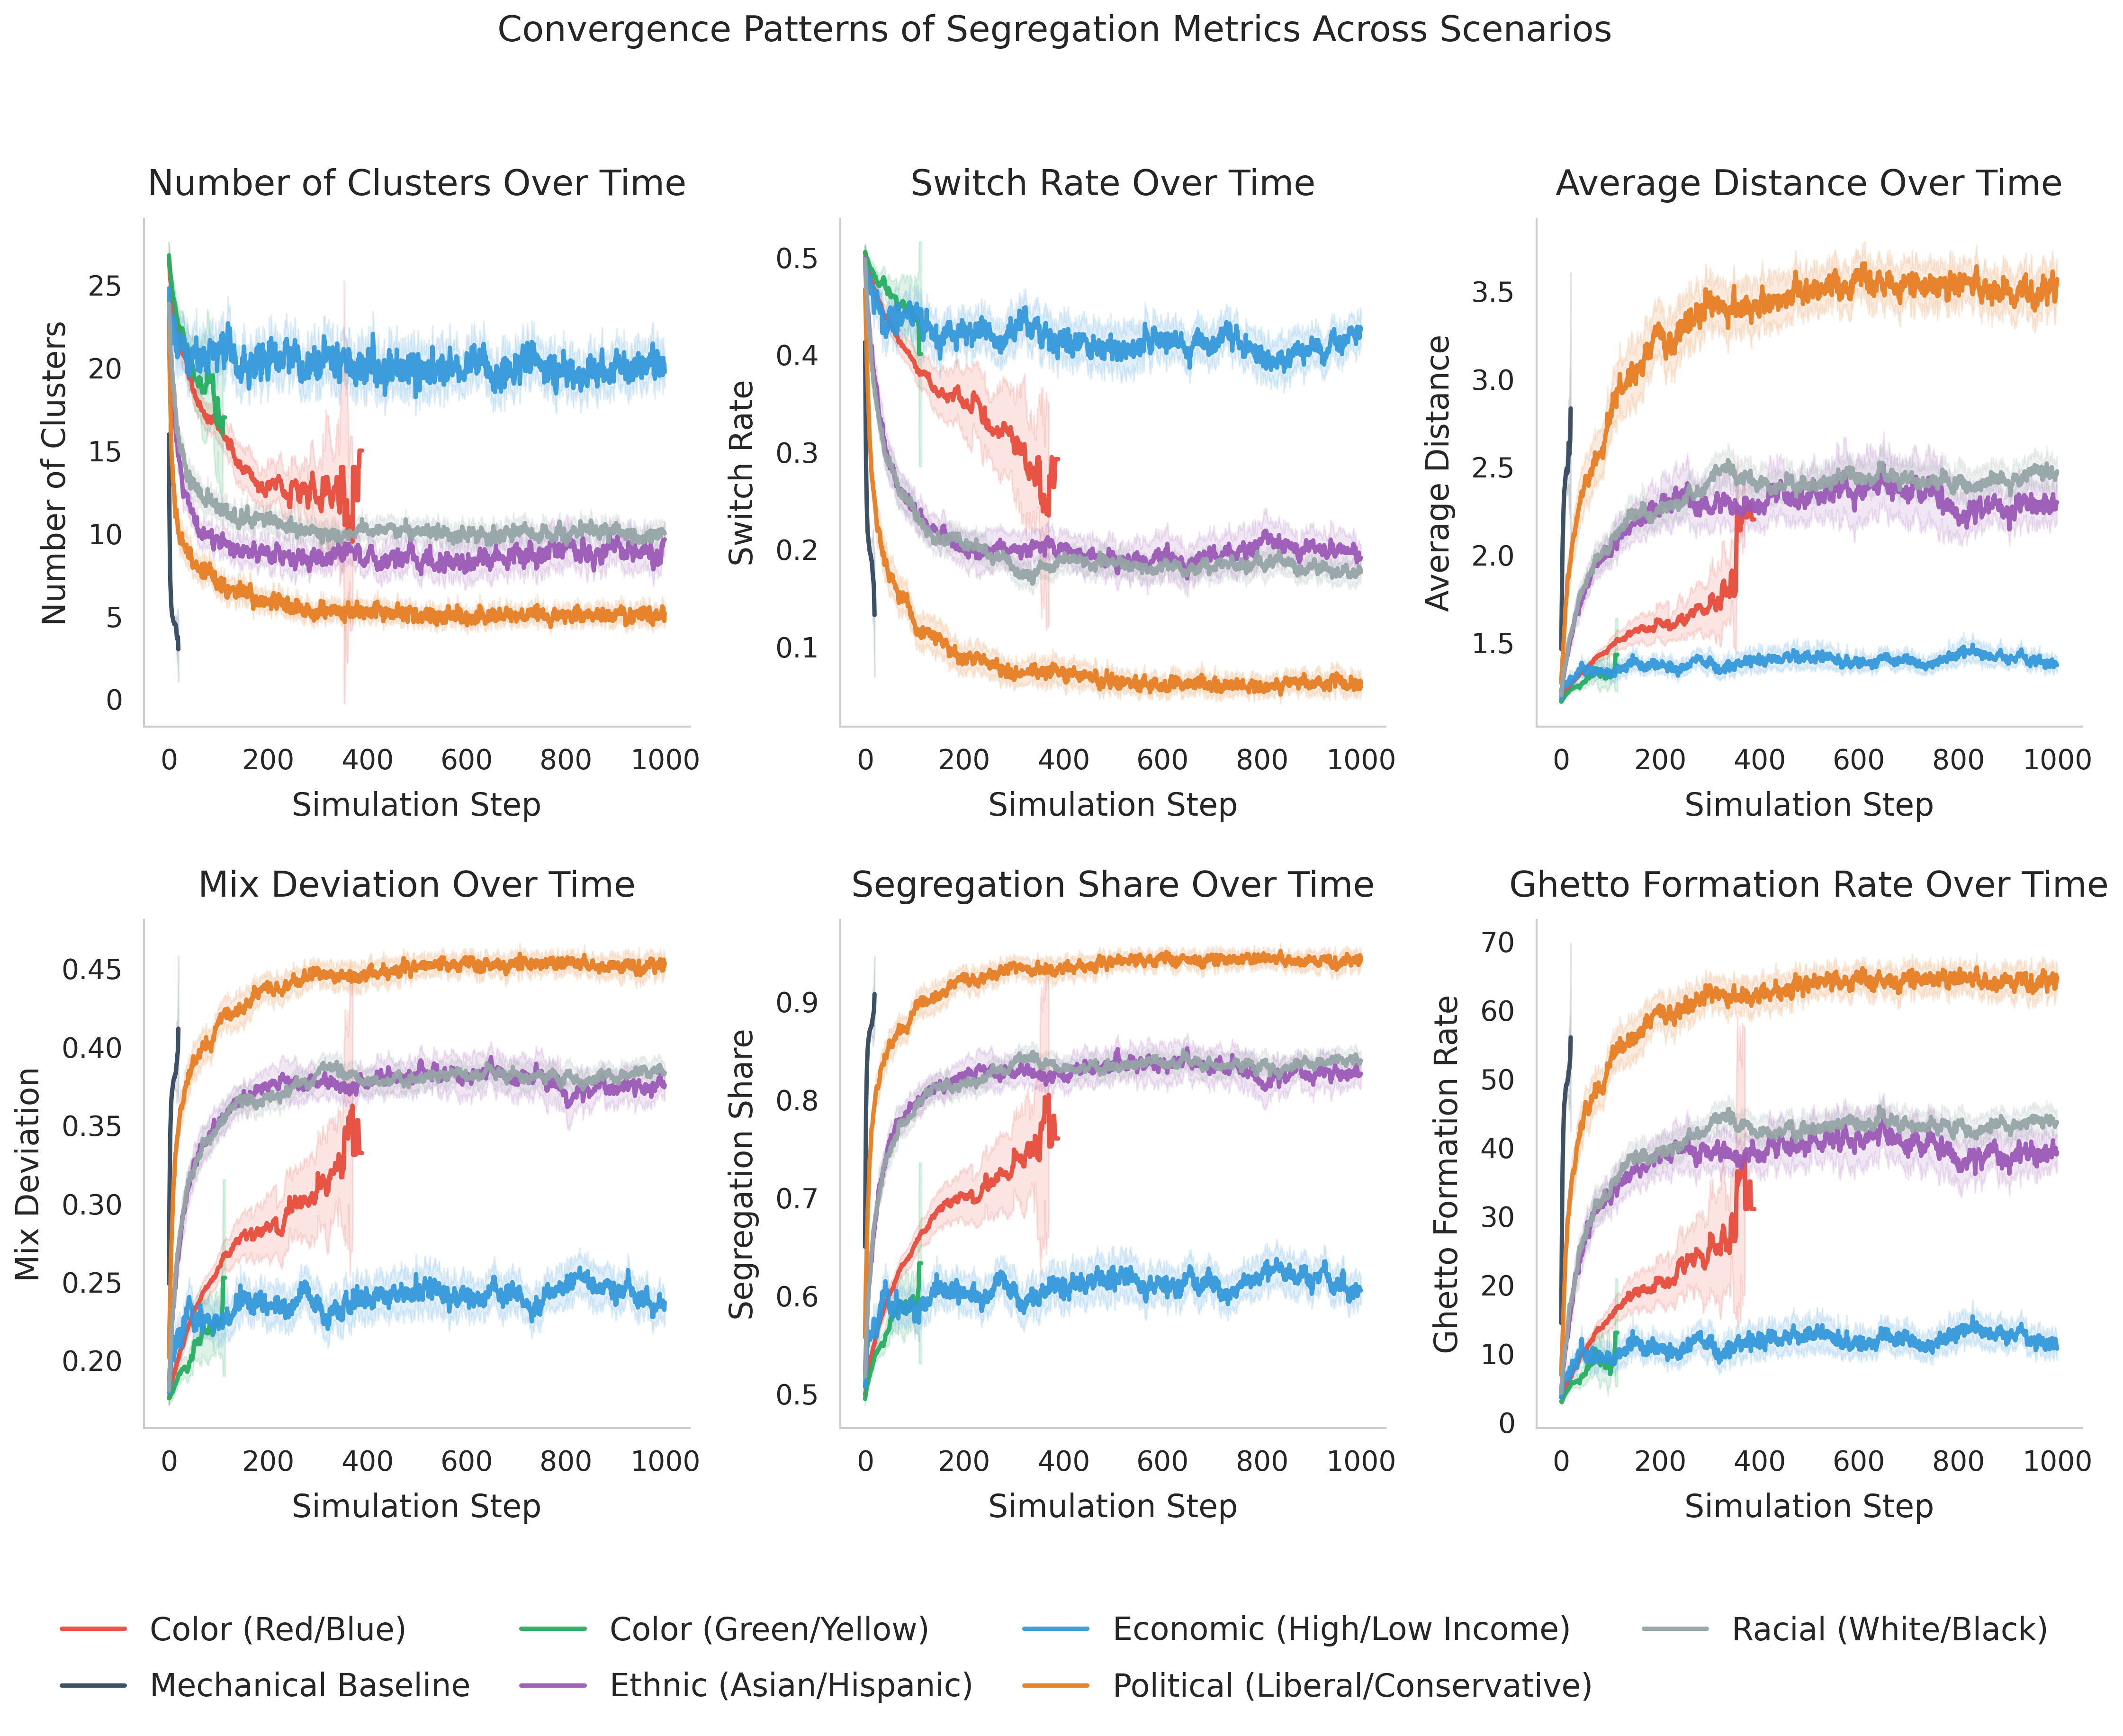 Convergence Patterns of Segregation Metrics Across Scenarios
Number of Clusters Over Time
Number of Clusters
25
20
15
10
5
0
0 200 400 600 800 1000
Simulation Step
Switch Rate Over Time
Switch Rate
0.5
0.4
0.3
0.2
0.1
0 200 400 600 800 1000
Simulation Step
Average Distance Over Time
Average Distance
3.5
3.0
2.5
2.0
1.5
0 200 400 600 800 1000
Simulation Step
Mix Deviation Over Time
Mix Deviation
0.45
0.40
0.35
0.30
0.25
0.20
0 200 400 600 800 1000
Simulation Step
Segregation Share Over Time
Segregation Share
0.9
0.8
0.7
0.6
0.5
0 200 400 600 800 1000
Simulation Step
Ghetto Formation Rate Over Time
Ghetto Formation Rate
70
60
50
40
30
20
10
0
0 200 400 600 800 1000
Simulation Step
Color (Red/Blue) Color (Green/Yellow) Economic (High/Low Income) Racial (White/Black)
Mechanical Baseline Ethnic (Asian/Hispanic) Political (Liberal/Conservative)